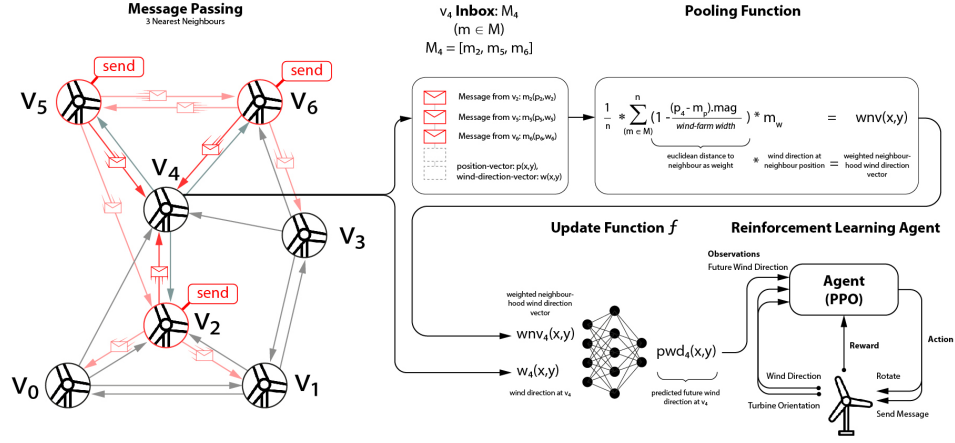 Message Passing
3 Nearest Neighbours
send
send
V5
V6
V4
V3
send
V2
V0
V1
v4 Inbox: M4
(m ∈ M)
M4 = [m2, m5, m6]
Message from v2: m2(p2,w2)
Message from v5: m5(p5,w5)
Message from v6: m6(p6,w6)
position-vector: p(x,y),
wind-direction-vector: w(x,y)
Pooling Function
1/n * n∑(m ∈ M) (1 - (p4 - mp).mag / wind-farm width) * mw = wnv(x,y)
euclidean distance to
neighbour as weight
*
wind direction at
neighbour position
=
weighted neighbour-
hood wind direction
vector
Update Function f
weighted neighbour-
hood wind direction
vector
wnv4(x,y)
w4(x,y)
wind direction at v4
pwd4(x,y)
predicted future wind
direction at v4
Reinforcement Learning Agent
Observations
Future Wind Direction
Agent
(PPO)
Reward
Action
Wind Direction
Rotate
Turbine Orientation
Send Message